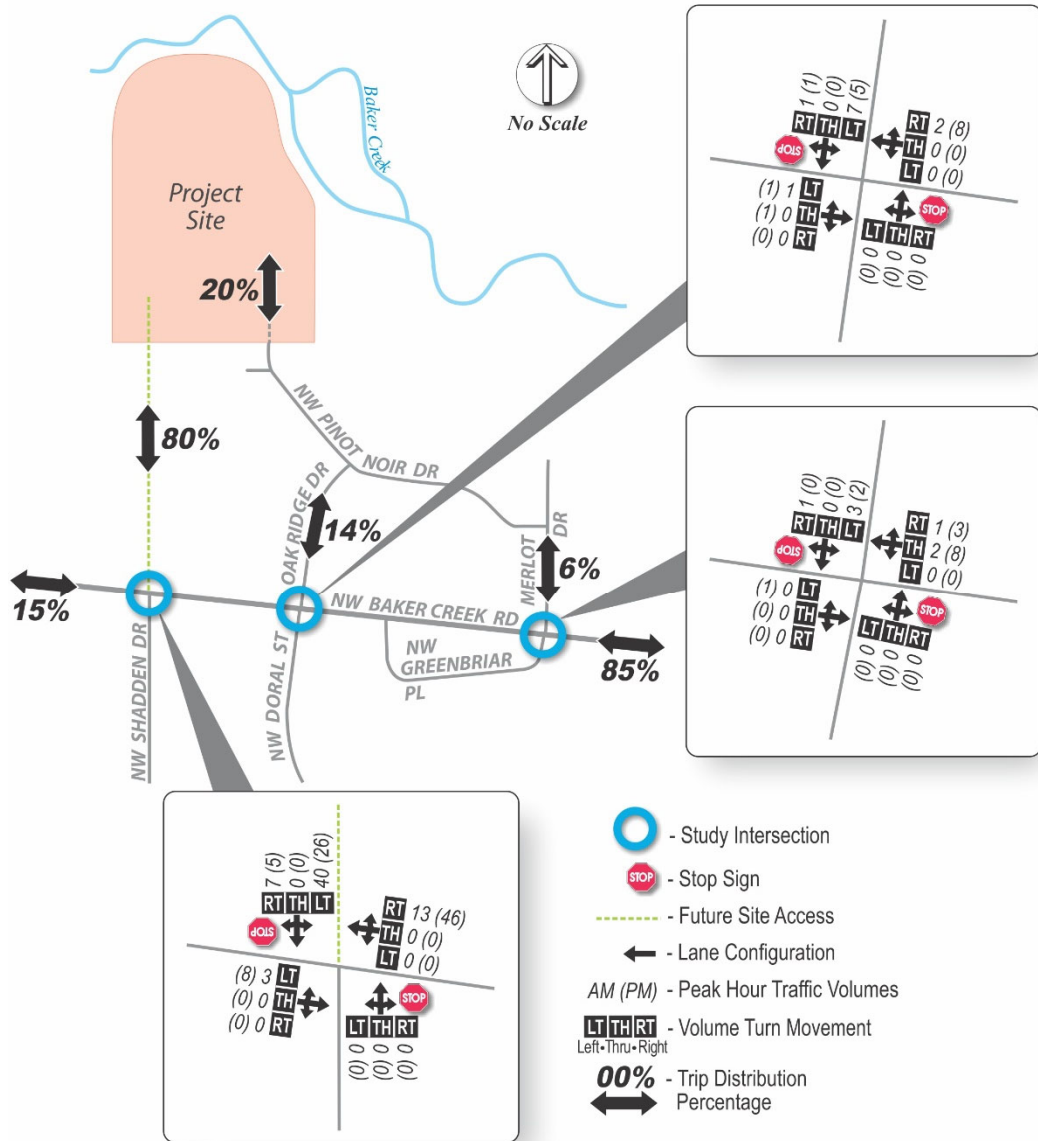 Baker Creek
No Scale
Project
Site
20%
80%
NW PINOT NOIR DR
OAK RIDGE DR
14%
MERLOT DR
6%
15%
NW BAKER CREEK RD
85%
NW SHADDEN DR
NW DORAL ST
NW
GREENBRIAR
PL
1 (1)
0 (0)
7 (5)
RT TH LT
STOP
RT 2 (8)
TH 0 (0)
LT 0 (0)
(1) 1 LT
(1) 0 TH
(0) 0 RT
STOP
LT TH RT
(0) 0
(0) 0
(0) 0
1 (0)
0 (0)
3 (2)
RT TH LT
STOP
RT 1 (3)
TH 2 (8)
LT 0 (0)
(1) 0 LT
(0) 0 TH
(0) 0 RT
STOP
LT TH RT
(0) 0
(0) 0
(0) 0
7 (5)
0 (0)
40 (26)
RT TH LT
STOP
RT 13 (46)
TH 0 (0)
LT 0 (0)
(8) 3 LT
(0) 0 TH
(0) 0 RT
STOP
LT TH RT
(0) 0
(0) 0
(0) 0
- Study Intersection
STOP - Stop Sign
- Future Site Access
- Lane Configuration
AM (PM) - Peak Hour Traffic Volumes
LT TH RT - Volume Turn Movement
Left•Thru•Right
00% - Trip Distribution
Percentage